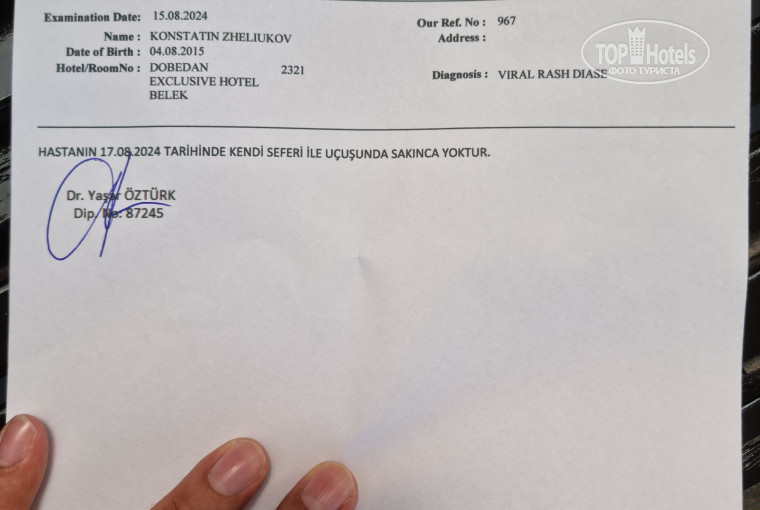 Examination Date: 15.08.2024
Name : KONSTATIN ZHELIUKOV
Date of Birth : 04.08.2015
Hotel/RoomNo : DOBEDAN 2321
EXCLUSIVE HOTEL
BELEK
Our Ref. No : 967
Address :
Diagnosis : VIRAL RASH DIASE
TOPHotels
ФОТО ТУРИСТА
HASTANIN 17.08.2024 TARİHİNDE KENDİ SEFERİ İLE UÇUŞUNDA SAKINCA YOKTUR.
Dr. Yaşar ÖZTÜRK
Dip. No: 87245